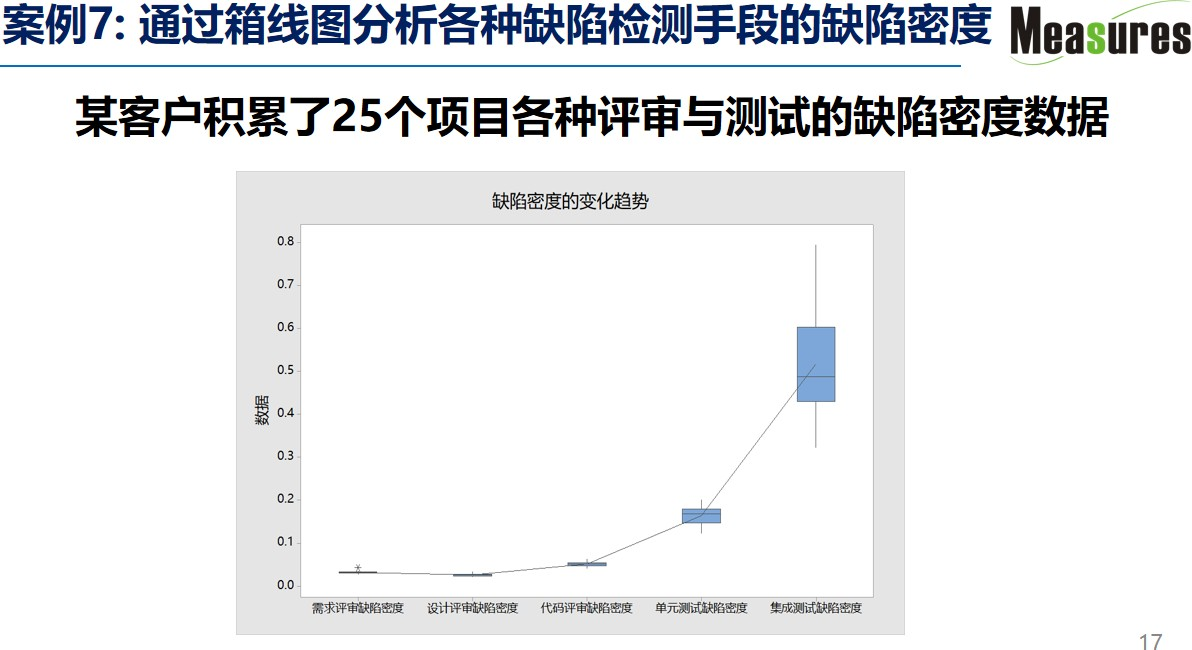 案例7: 通过箱线图分析各种缺陷检测手段的缺陷密度
Measures
某客户积累了25个项目各种评审与测试的缺陷密度数据
缺陷密度的变化趋势
数据
0.8
0.7
0.6
0.5
0.4
0.3
0.2
0.1
0.0
需求评审缺陷密度 设计评审缺陷密度 代码评审缺陷密度 单元测试缺陷密度 集成测试缺陷密度
17